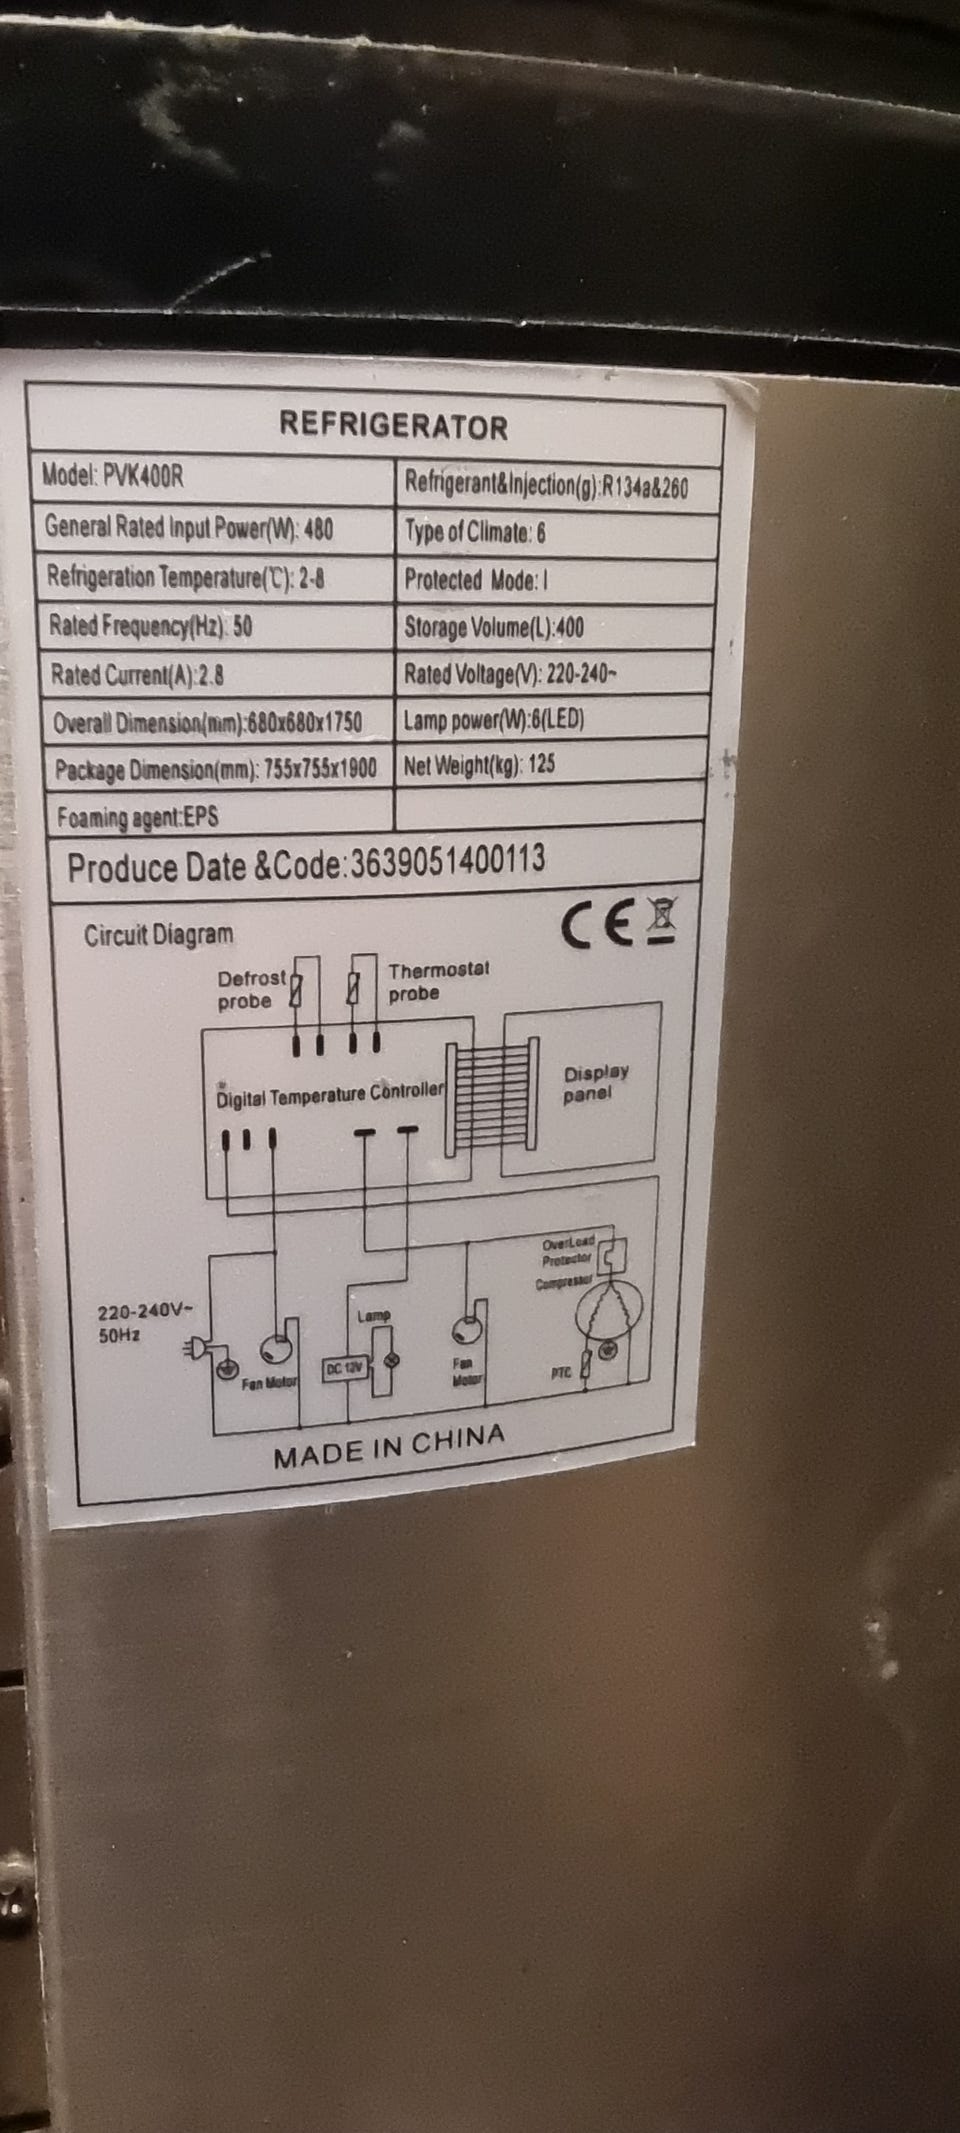 REFRIGERATOR
Model: PVK400R
Refrigerant&Injection(g):R134a&260
General Rated Input Power(W): 480
Type of Climate: 6
Refrigeration Temperature(℃): 2-8
Protected Mode: I
Rated Frequency(Hz): 50
Storage Volume(L):400
Rated Current(A):2.8
Rated Voltage(V): 220-240~
Overall Dimension(mm):680x680x1750
Lamp power(W):6(LED)
Package Dimension(mm): 755x755x1900
Net Weight(kg): 125
Foaming agent:EPS
Produce Date &Code:3639051400113
Circuit Diagram
CE
Defrost
probe
Thermostat
probe
Digital Temperature Controller
Display
panel
220-240V~
50Hz
Fan Motor
Lamp
DC 12V
Fan
Motor
OverLoad
Protector
Compressor
PTC
MADE IN CHINA